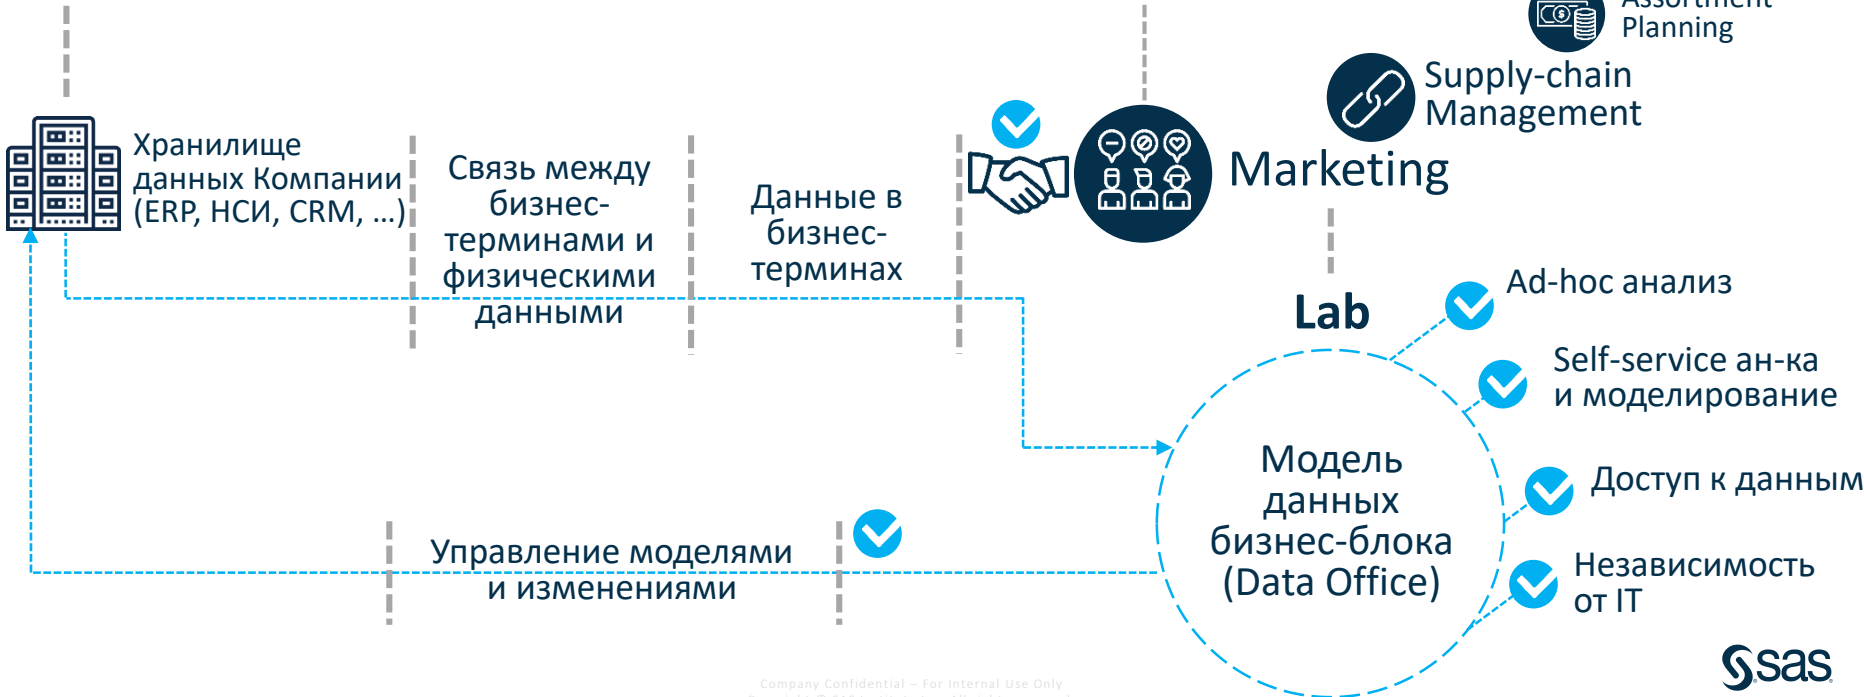 Assortment
Planning
Supply-chain
Management
Хранилище
данных Компании
(ERP, НСИ, CRM, …)
Связь между
бизнес-
терминами и
физическими
данными
Данные в
бизнес-
терминах
Marketing
Lab
Ad-hoc анализ
Self-service ан-ка
и моделирование
Доступ к данным
Независимость
от IT
Модель
данных
бизнес-блока
(Data Office)
Управление моделями
и изменениями
Company Confidential – For Internal Use Only
sas